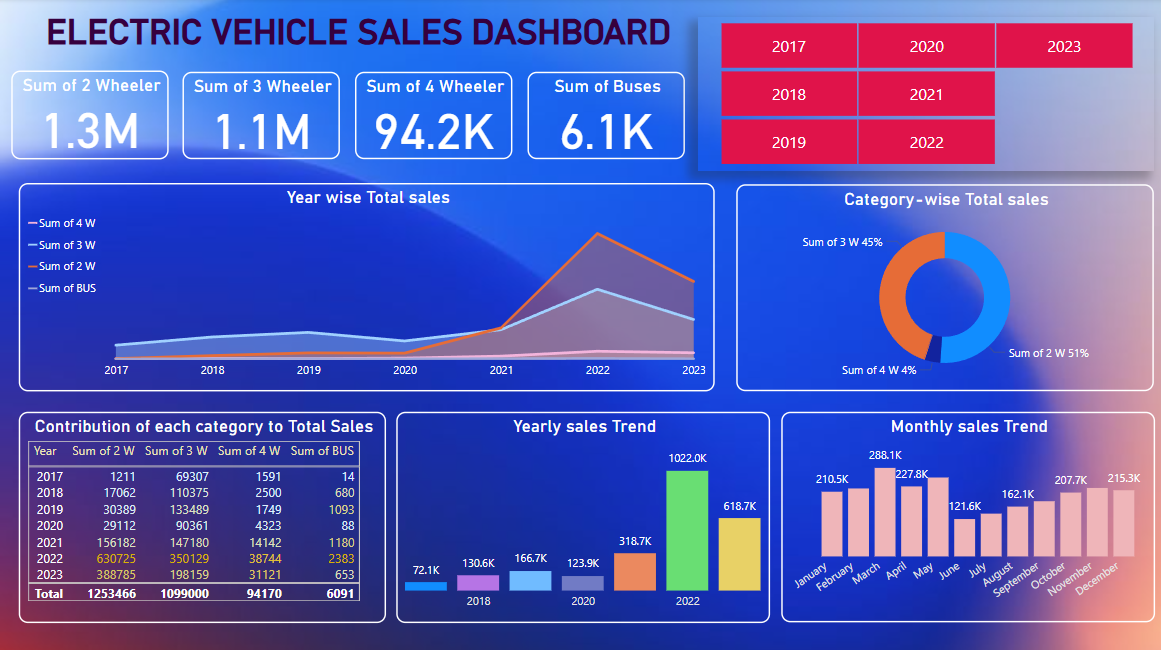 ELECTRIC VEHICLE SALES DASHBOARD
2017 2020 2023
2018 2021
2019 2022
Sum of 2 Wheeler
1.3M
Sum of 3 Wheeler
1.1M
Sum of 4 Wheeler
94.2K
Sum of Buses
6.1K
Year wise Total sales
Sum of 4 W
Sum of 3 W
Sum of 2 W
Sum of BUS
2017 2018 2019 2020 2021 2022 2023
Category-wise Total sales
Sum of 3 W 45%
Sum of 2 W 51%
Sum of 4 W 4%
Contribution of each category to Total Sales
Year Sum of 2 W Sum of 3 W Sum of 4 W Sum of BUS
2017 1211 69307 1591 14
2018 17062 110375 2500 680
2019 30389 133489 1749 1093
2020 29112 90361 4323 88
2021 156182 147180 14142 1180
2022 630725 350129 38744 2383
2023 388785 198159 31121 653
Total 1253466 1099000 94170 6091
Yearly sales Trend
72.1K 130.6K 166.7K 123.9K 318.7K 1022.0K 618.7K
2018 2020 2022
Monthly sales Trend
210.5K 288.1K 227.8K 121.6K 162.1K 207.7K 215.3K
January February March April May June July August September October November December